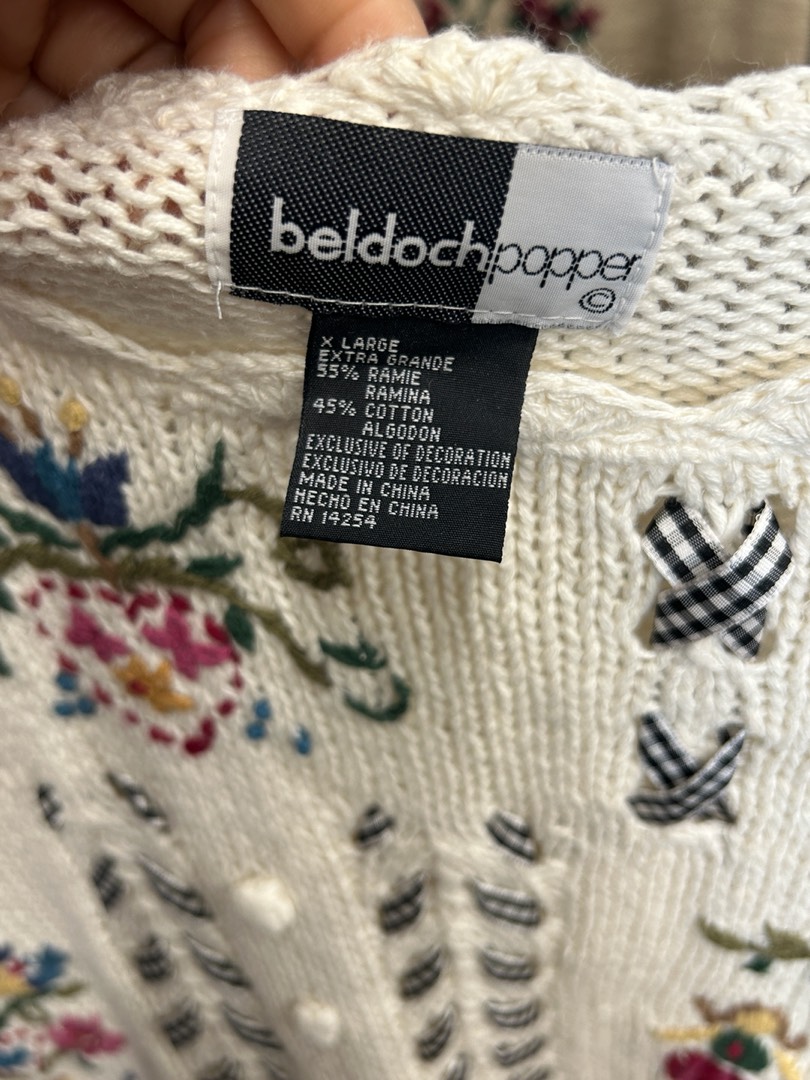 beldochpopper
©
X LARGE
EXTRA GRANDE
55% RAMIE
RAMINA
45% COTTON
ALGODON
EXCLUSIVE OF DECORATION
EXCLUSIVO DE DECORACION
MADE IN CHINA
HECHO EN CHINA
RN 14254